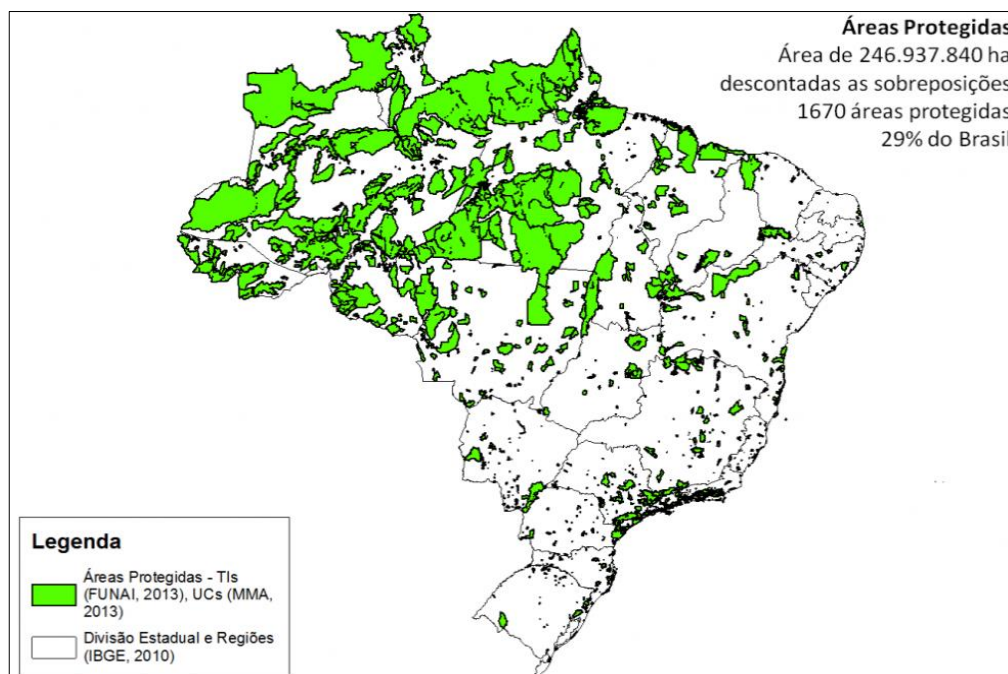 Áreas Protegidas
Área de 246.937.840 ha
descontadas as sobreposições
1670 áreas protegidas
29% do Brasil
Legenda
Áreas Protegidas - TIs
(FUNAI, 2013), UCs (MMA,
2013)
Divisão Estadual e Regiões
(IBGE, 2010)